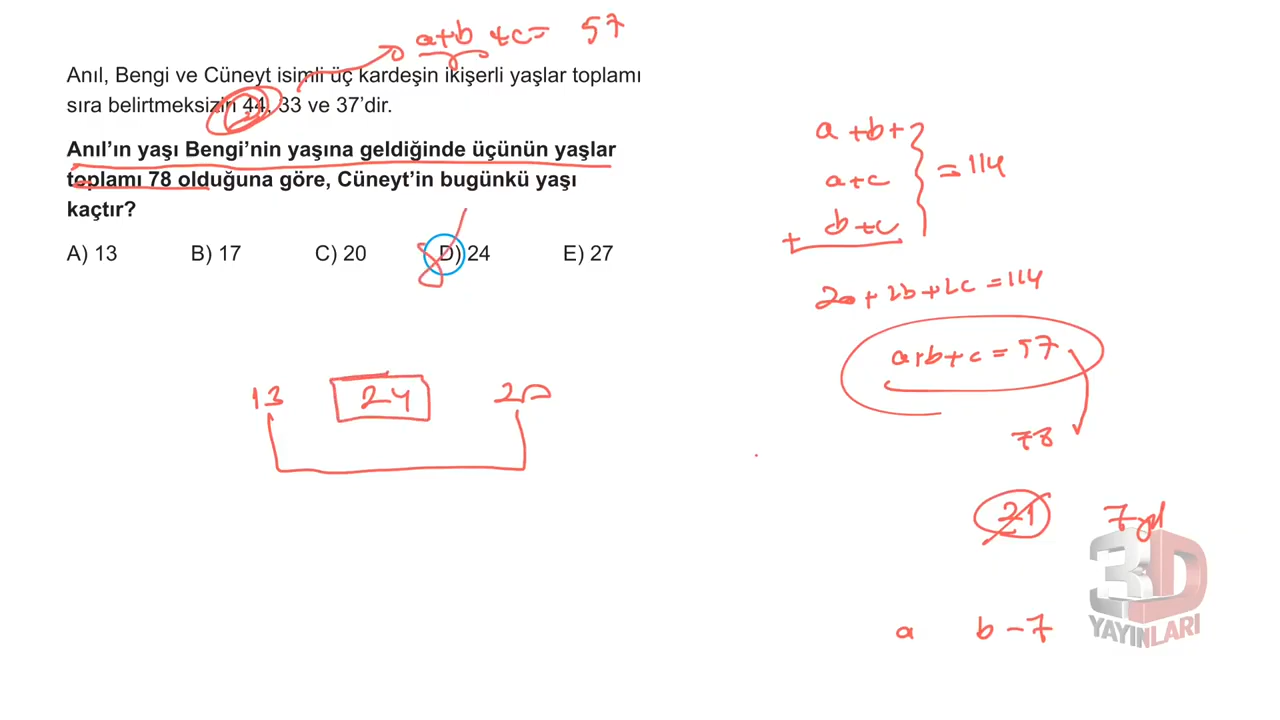 a+b +c= 57
Anıl, Bengi ve Cüneyt isimli üç kardeşin ikişerli yaşlar toplamı
sıra belirtmeksizin 44, 33 ve 37'dir.
Anıl'ın yaşı Bengi'nin yaşına geldiğinde üçünün yaşlar
toplamı 78 olduğuna göre, Cüneyt'in bugünkü yaşı
kaçtır?
A) 13 B) 17 C) 20 D) 24 E) 27
13 24 20
a+b+
a+c
+ b+c
=114
2a+2b+2c=114
a+b+c=57
78
21 7 yıl
a b-7
3D
YAYINLARI